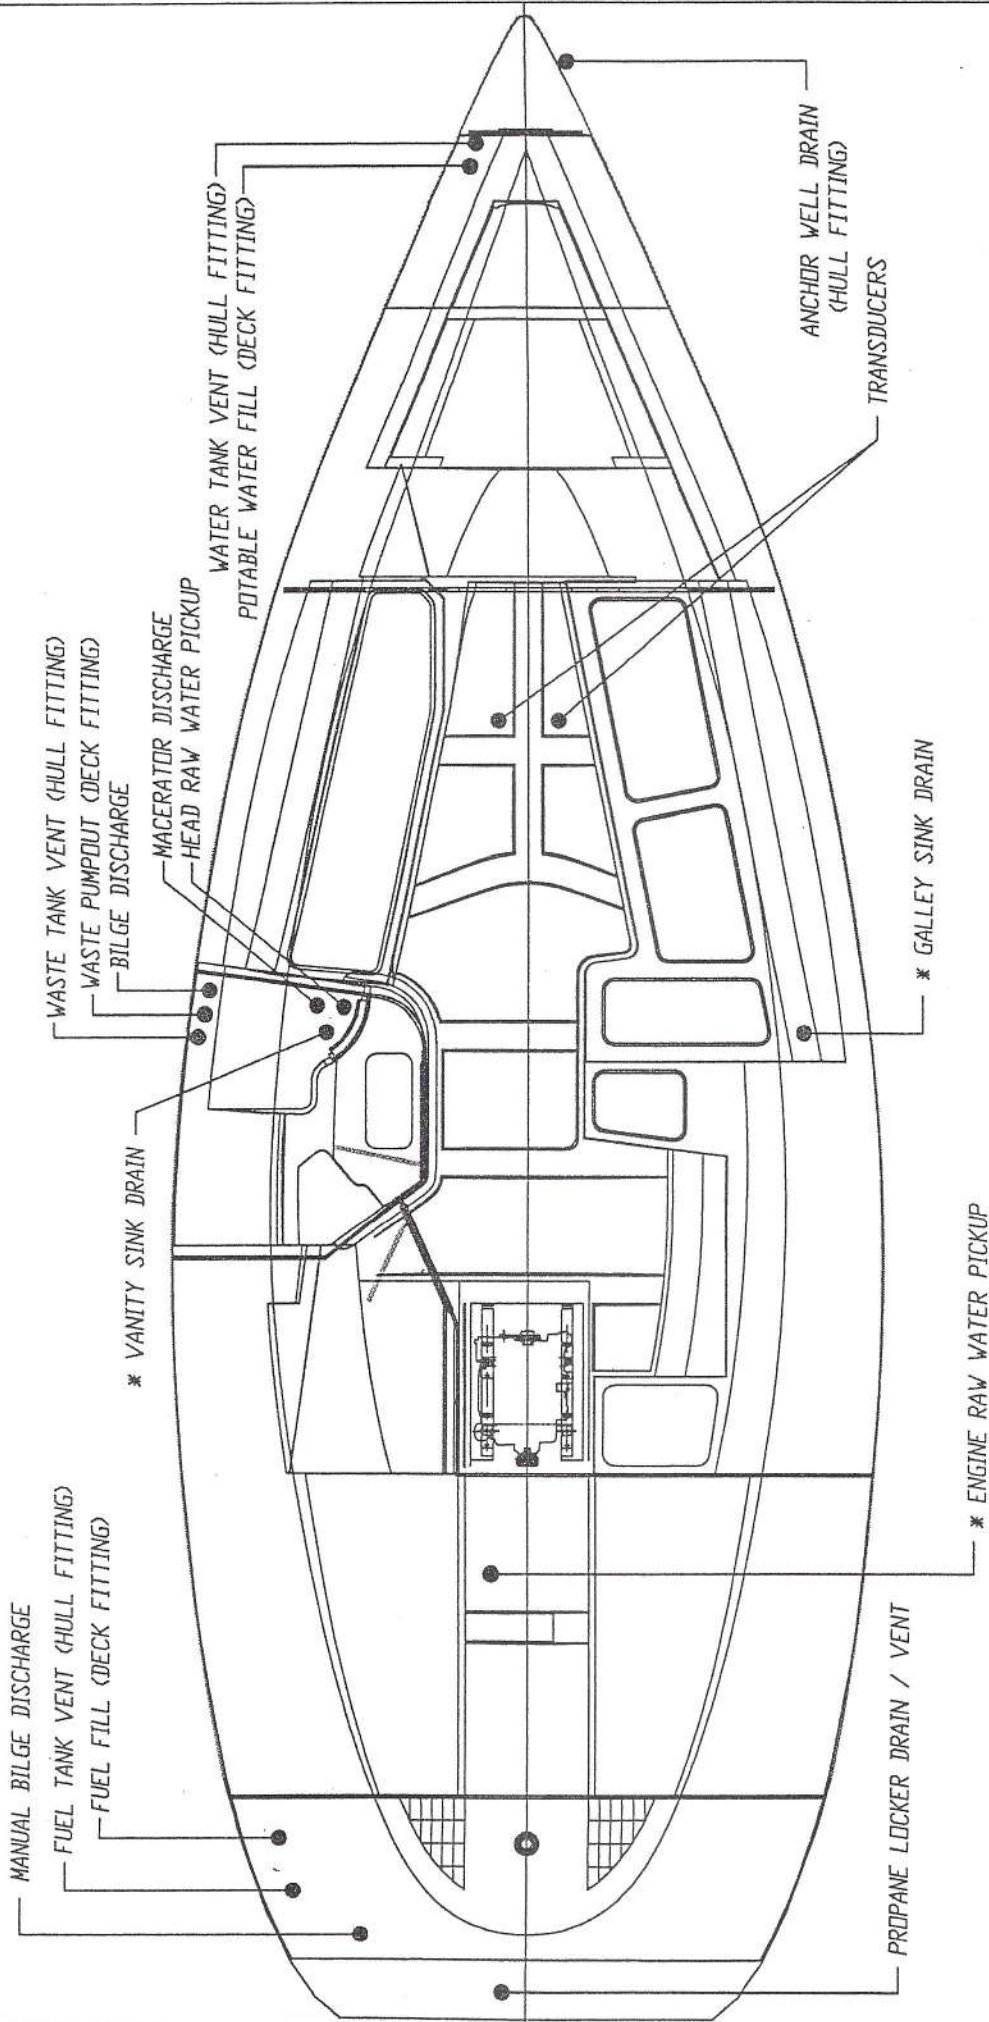 MANUAL BILGE DISCHARGE
FUEL TANK VENT (HULL FITTING)
FUEL FILL (DECK FITTING)
* VANITY SINK DRAIN
WASTE TANK VENT (HULL FITTING)
WASTE PUMPOUT (DECK FITTING)
BILGE DISCHARGE
MACERATOR DISCHARGE
HEAD RAW WATER PICKUP
WATER TANK VENT (HULL FITTING)
POTABLE WATER FILL (DECK FITTING)
PROPANE LOCKER DRAIN / VENT
* ENGINE RAW WATER PICKUP
* GALLEY SINK DRAIN
TRANSDUCERS
ANCHOR WELL DRAIN
(HULL FITTING)